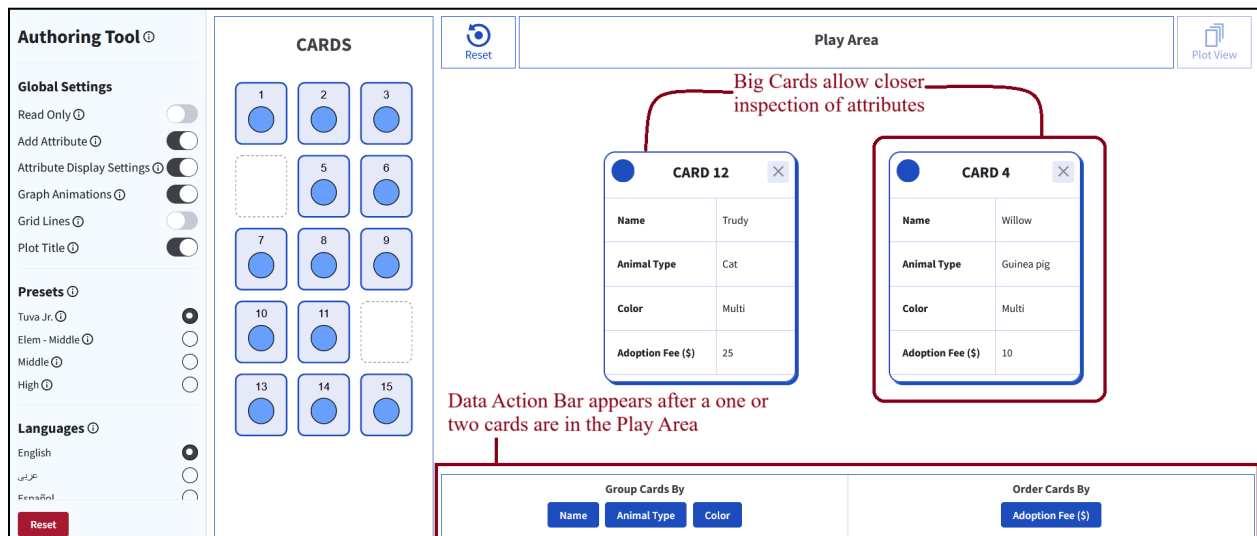 Authoring Tool
Global Settings
Read Only
Add Attribute
Attribute Display Settings
Graph Animations
Grid Lines
Plot Title
Presets
Tuva Jr.
Elem - Middle
Middle
High
Languages
English
عربى
Español
Reset
CARDS
1 2 3
5 6
7 8 9
10 11
13 14 15
Reset
Play Area
Plot View
Big Cards allow closer
inspection of attributes
CARD 12
Name Trudy
Animal Type Cat
Color Multi
Adoption Fee ($) 25
CARD 4
Name Willow
Animal Type Guinea pig
Color Multi
Adoption Fee ($) 10
Data Action Bar appears after a one or
two cards are in the Play Area
Group Cards By
Name Animal Type Color
Order Cards By
Adoption Fee ($)